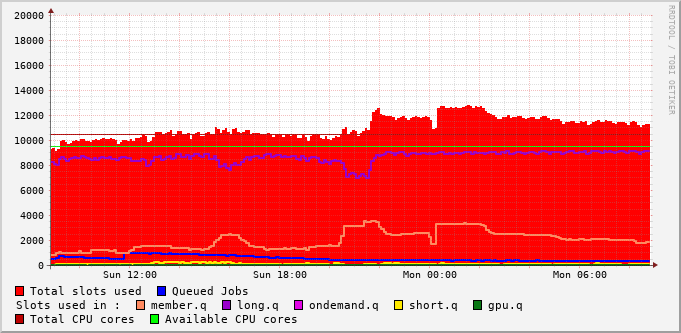 RRDTOOL / TOBI OETIKER
20000
18000
16000
14000
12000
10000
8000
6000
4000
2000
0
Sun 12:00 Sun 18:00 Mon 00:00 Mon 06:00
Total slots used Queued Jobs
Slots used in : member.q long.q ondemand.q short.q gpu.q
Total CPU cores Available CPU cores